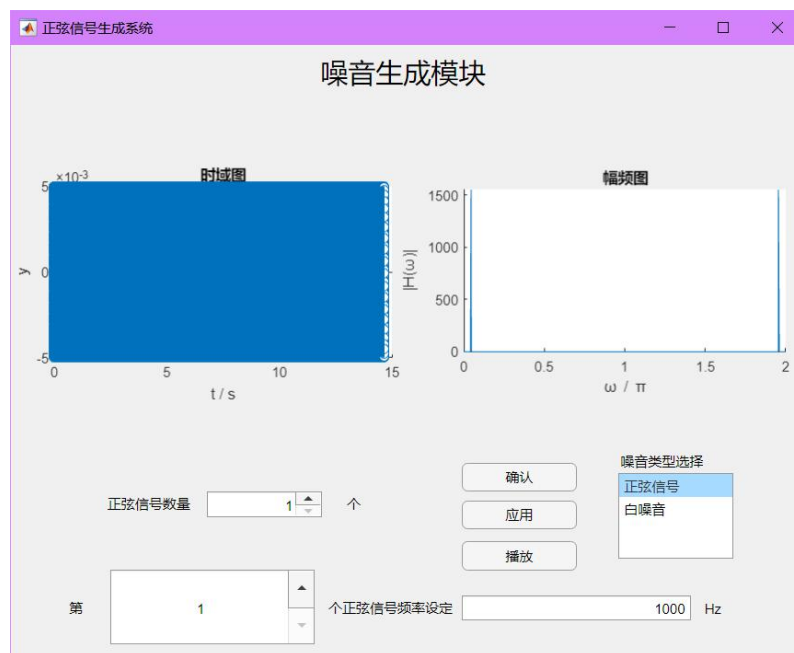 正弦信号生成系统
噪音生成模块
时域图
×10-3
5
0
-5
y
0 5 10 15
t / s
幅频图
1500
1000
500
0
|H(ω)|
0 0.5 1 1.5 2
ω / π
正弦信号数量 1 个
确认
应用
播放
噪音类型选择
正弦信号
白噪音
第 1 个正弦信号频率设定 1000 Hz